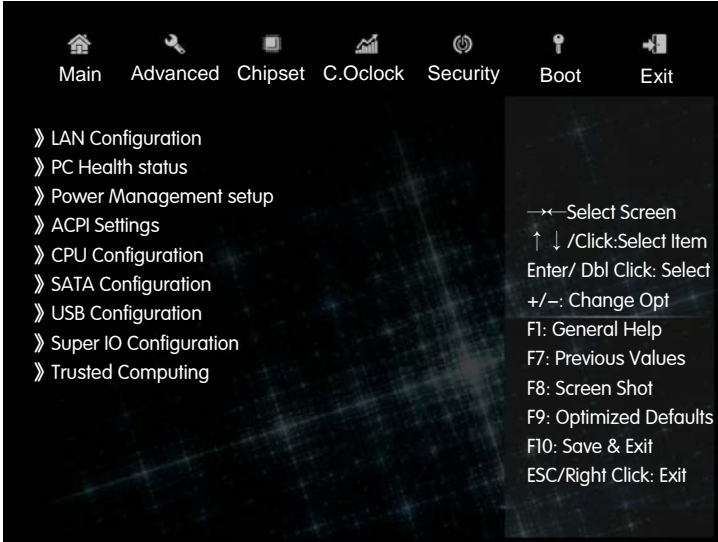 Main Advanced Chipset C.Oclock Security Boot Exit
》LAN Configuration
》PC Health status
》Power Management setup
》ACPI Settings
》CPU Configuration
》SATA Configuration
》USB Configuration
》Super IO Configuration
》Trusted Computing
→←Select Screen
↑↓/Click:Select Item
Enter/ Dbl Click: Select
+/−: Change Opt
F1: General Help
F7: Previous Values
F8: Screen Shot
F9: Optimized Defaults
F10: Save & Exit
ESC/Right Click: Exit